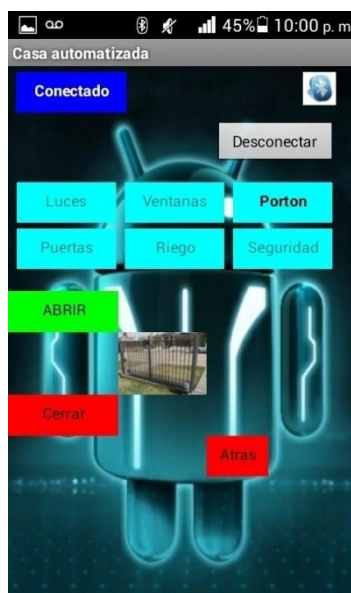 45% 10:00 p. m
Casa automatizada
Conectado
Desconectar
Luces Ventanas Porton
Puertas Riego Seguridad
ABRIR
Cerrar
Atras